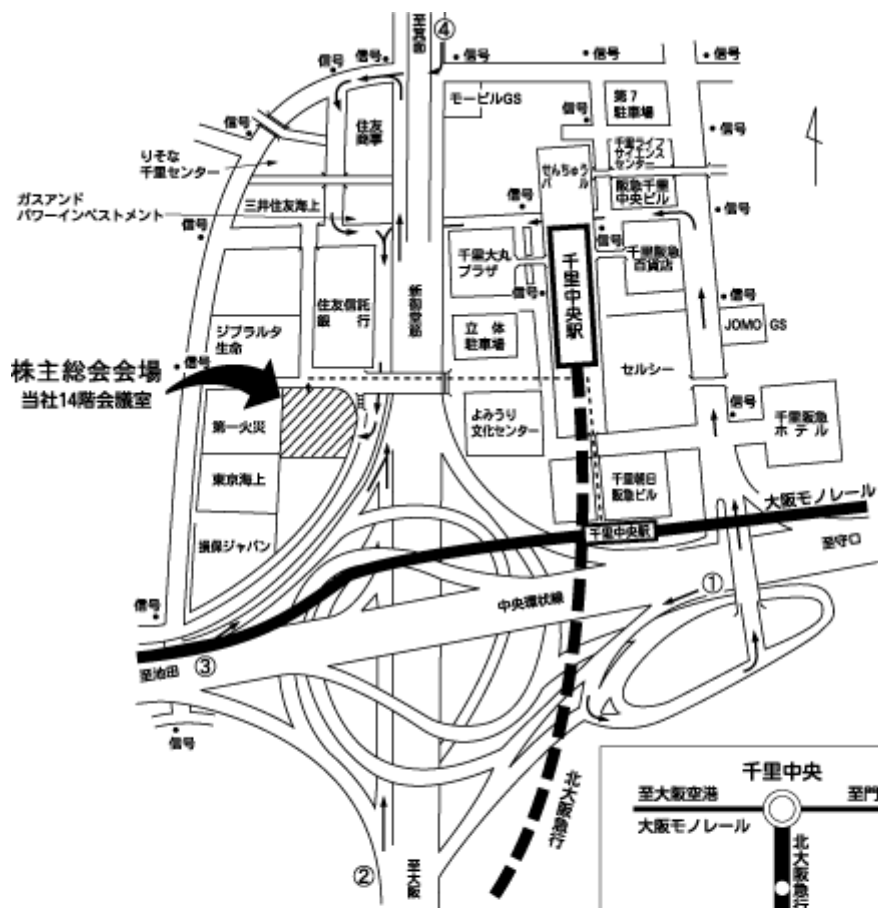 至箕面
④
信号
信号
信号
信号
信号
信号
モービルGS
信号
第7
駐車場
信号
住友
商事
信号
りそな
千里センター
千里ライフ
サイエンス
センター
せんちゅう
パル
阪急千里
中央ビル
ガスアンド
パワーインベストメント
三井住友海上
信号
信号
信号
信号
千里大丸
プラザ
千里中央駅
千里阪急
百貨店
新御堂筋
信号
信号
住友信託
銀行
ジブラルタ
生命
立体
駐車場
JOMO GS
信号
セルシー
株主総会会場
当社14階会議室
第一火災
よみうり
文化センター
信号
千里阪急
ホテル
東京海上
千里朝日
阪急ビル
大阪モノレール
千里中央駅
損保ジャパン
至守口
①
中央環状線
信号
③
至池田
信号
北大阪急行
②
至大阪
千里中央
至大阪空港
至門
大阪モノレール
北大阪急行